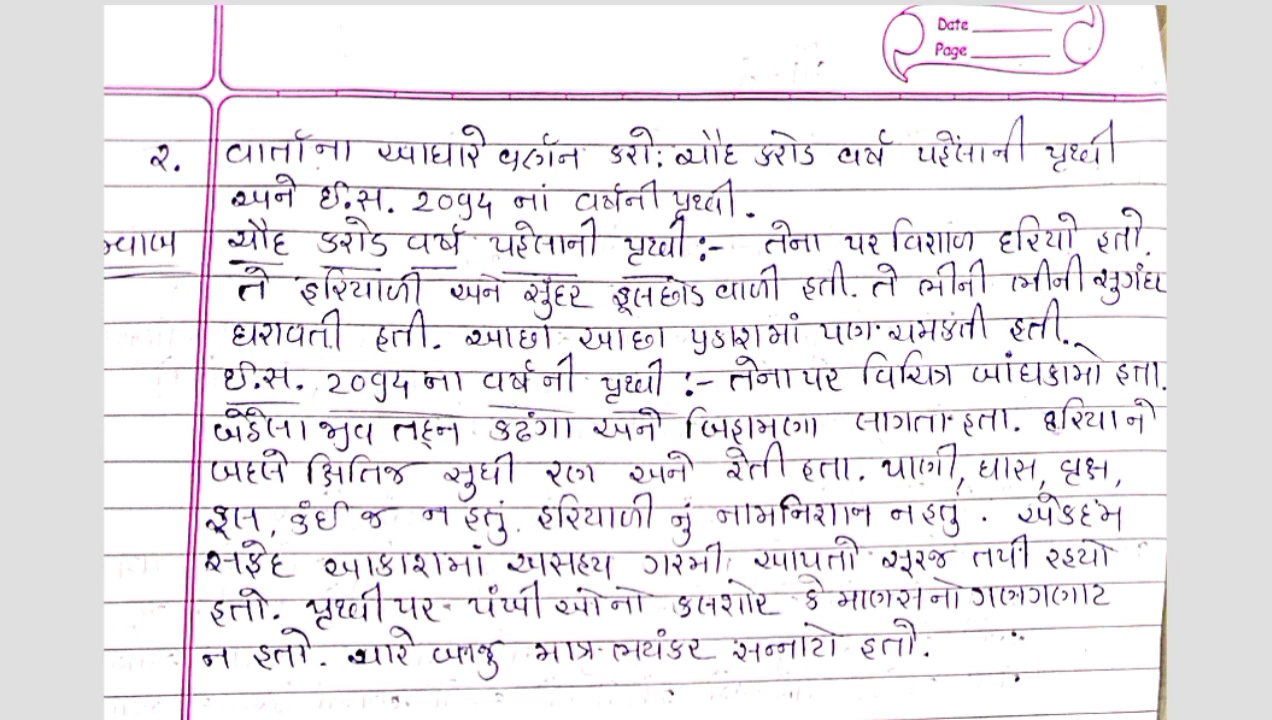 Date
Page
૨. વાર્તાના આધારે વર્ણન કરો: ચૌદ કરોડ વર્ષ પહેલાંની પૃથ્વી
અને ઈ.સ. ૨૦૧૫ નાં વર્ષની પૃથ્વી.
જવાબ ચૌદ કરોડ વર્ષ પહેલાની પૃથ્વી :- તેના પર વિશાળ દરિયો હતો.
તે હરિયાળી અને સુંદર ફૂલછોડ વાળી હતી. તે ભીની ભીની સુગંધ
ધરાવતી હતી. આછા આછા પ્રકાશમાં પણ ચમકતી હતી.
ઈ.સ. ૨૦૧૫ ના વર્ષ ની પૃથ્વી :- તેના પર વિચિત્ર બાંધકામો હતા.
બેઠેલા જીવ તદ્દન કઢંગા અને બિહામણા લાગતા હતા. દરિયાને
બદલે ક્ષિતિજ સુધી રણ અને રેતી હતા. પાણી, ઘાસ, વૃક્ષ,
ફૂલ, કંઈ જ ન હતું. હરિયાળી નું નામનિશાન ન હતું. એકદમ
સફેદ આકાશમાં અસહ્ય ગરમી આપતો સૂરજ તપી રહ્યો
હતો. પૃથ્વી પર પંખી ઓનો કલશોર કે માણસનો ગણગણાટ
ન હતો. ચારે બાજુ માત્ર ભયંકર સન્નાટો હતો.